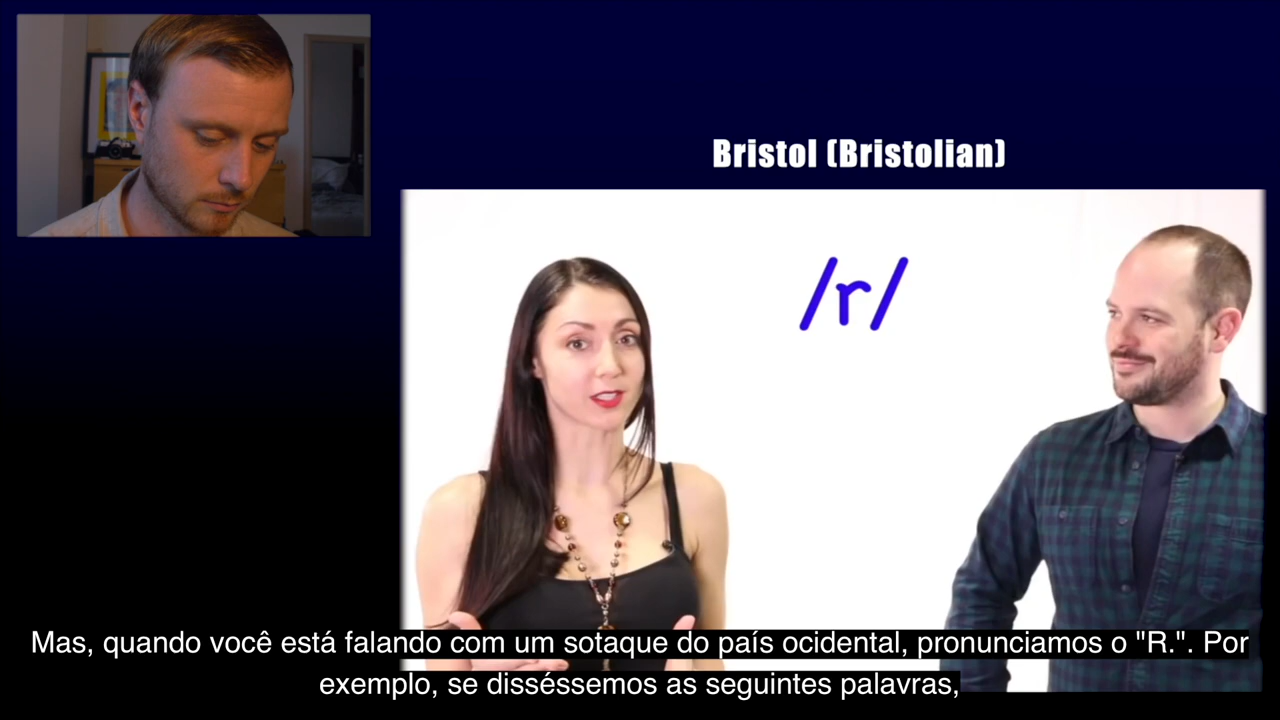 Bristol (Bristolian)
/r/
Mas, quando você está falando com um sotaque do país ocidental, pronunciamos o "R.". Por
exemplo, se disséssemos as seguintes palavras,